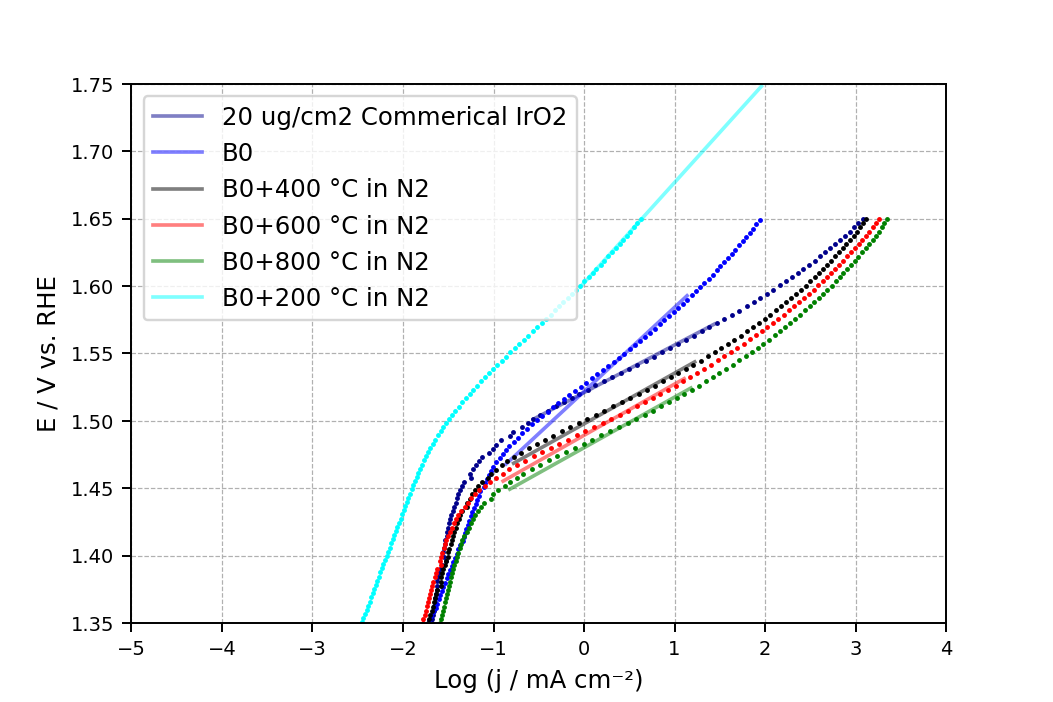 1.75
1.70
1.65
1.60
1.55
1.50
1.45
1.40
1.35
E / V vs. RHE
20 ug/cm2 Commerical IrO2
B0
B0+400 °C in N2
B0+600 °C in N2
B0+800 °C in N2
B0+200 °C in N2
−5 −4 −3 −2 −1 0 1 2 3 4
Log (j / mA cm⁻²)